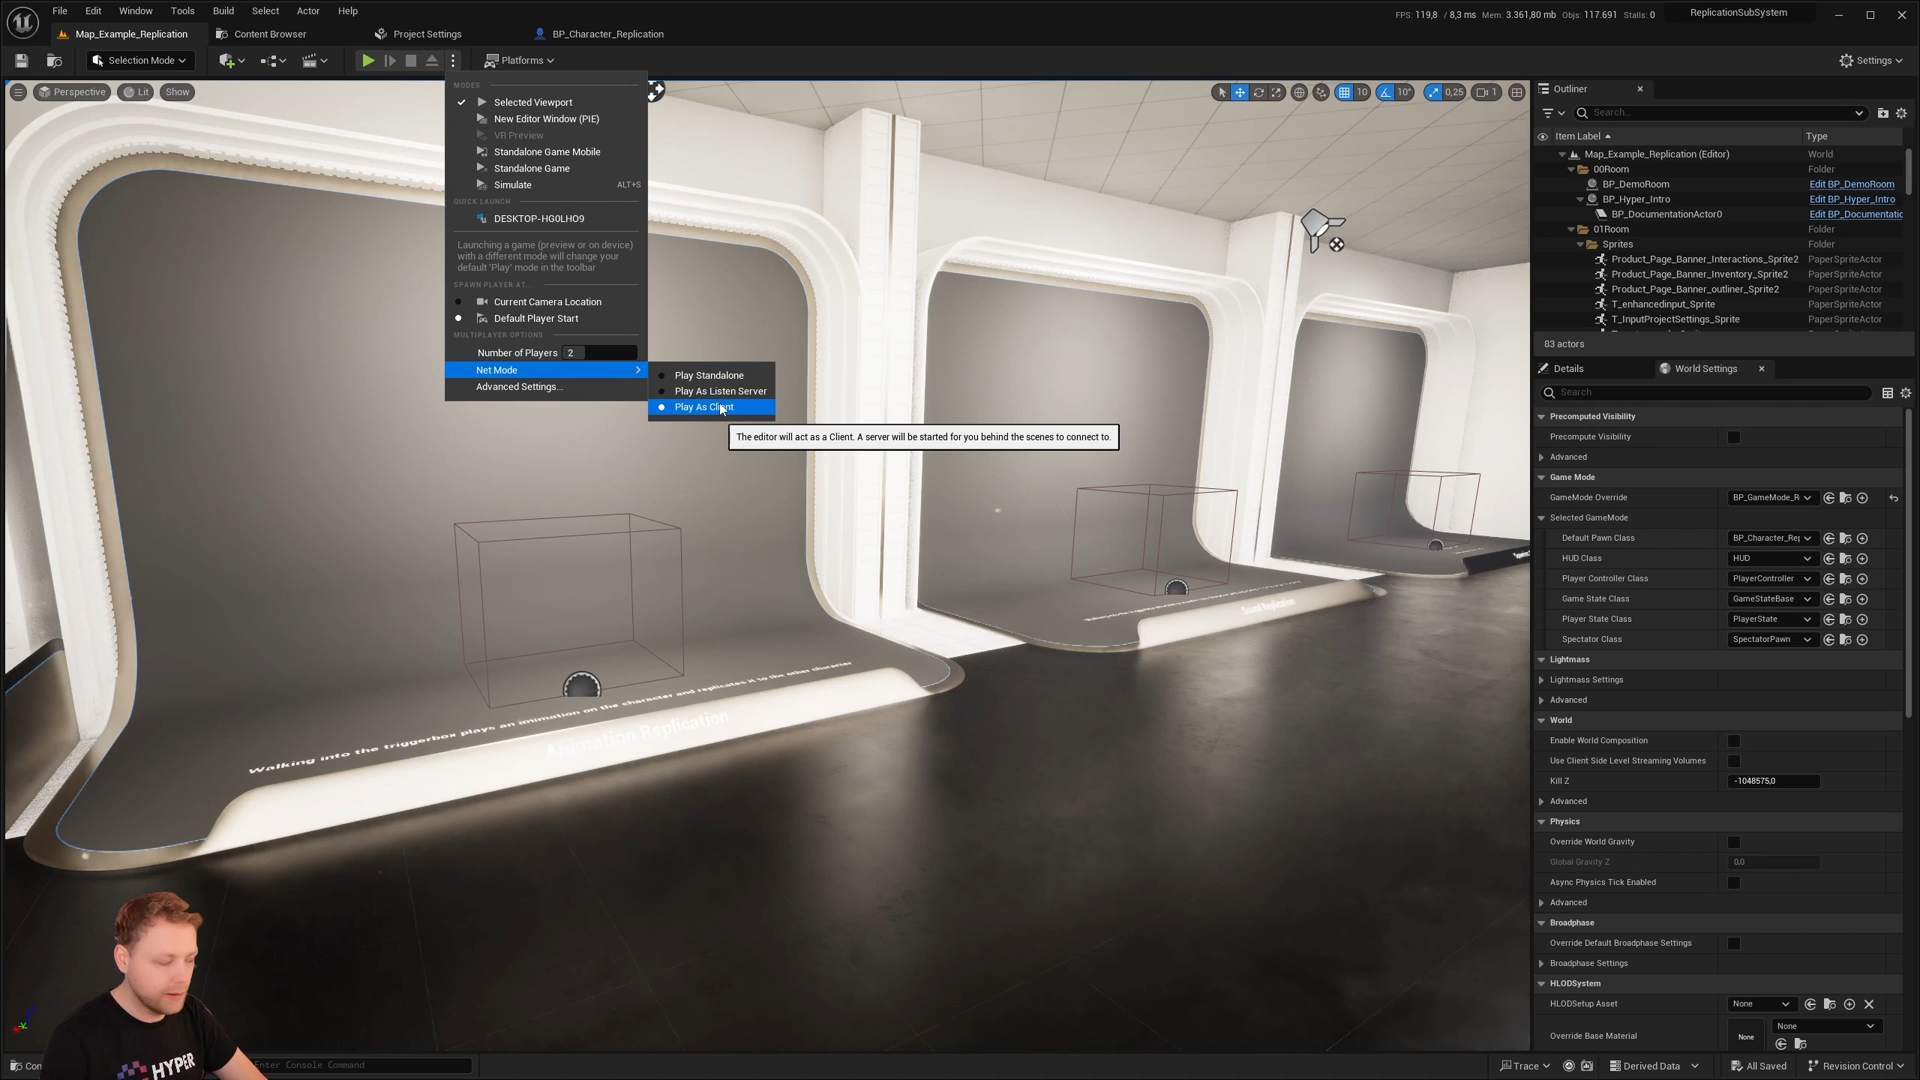 File Edit Window Tools Build Select Actor Help
FPS: 119,8 / 8,3 ms Mem: 3.361,80 mb Objs: 117.691 Stalls: 0
ReplicationSubSystem
Map_Example_Replication
Content Browser
Project Settings
BP_Character_Replication
Selection Mode
Platforms
Settings
Perspective
Lit
Show
10
10°
0,25
1
MODES
Selected Viewport
New Editor Window (PIE)
VR Preview
Standalone Game Mobile
Standalone Game
Simulate ALT+S
QUICK LAUNCH
DESKTOP-HG0LHO9
Launching a game (preview or on device)
with a different mode will change your
default 'Play' mode in the toolbar
SPAWN PLAYER AT...
Current Camera Location
Default Player Start
MULTIPLAYER OPTIONS
Number of Players 2
Net Mode
Advanced Settings...
Play Standalone
Play As Listen Server
Play As Client
The editor will act as a Client. A server will be started for you behind the scenes to connect to.
Walking into the triggerbox plays an animation on the character and replicates it to the other character
Animation Replication
Sound Replication
HYPER
Enter Console Command
Outliner
Search...
Item Label Type
Map_Example_Replication (Editor) World
00Room Folder
BP_DemoRoom Edit BP_DemoRoom
BP_Hyper_Intro Edit BP_Hyper_Intro
BP_DocumentationActor0 Edit BP_Documentatic
01Room Folder
Sprites Folder
Product_Page_Banner_Interactions_Sprite2 PaperSpriteActor
Product_Page_Banner_Inventory_Sprite2 PaperSpriteActor
Product_Page_Banner_outliner_Sprite2 PaperSpriteActor
T_enhancedinput_Sprite PaperSpriteActor
T_InputProjectSettings_Sprite PaperSpriteActor
83 actors
Details
World Settings
Search
Precomputed Visibility
Precompute Visibility
Advanced
Game Mode
GameMode Override BP_GameMode_R
Selected GameMode
Default Pawn Class BP_Character_Rep
HUD Class HUD
Player Controller Class PlayerController
Game State Class GameStateBase
Player State Class PlayerState
Spectator Class SpectatorPawn
Lightmass
Lightmass Settings
Advanced
World
Enable World Composition
Use Client Side Level Streaming Volumes
Kill Z -1048575,0
Advanced
Physics
Override World Gravity
Global Gravity Z 0,0
Async Physics Tick Enabled
Advanced
Broadphase
Override Default Broadphase Settings
Broadphase Settings
HLODSystem
HLODSetup Asset None
Override Base Material None None
Trace
Derived Data
All Saved
Revision Control